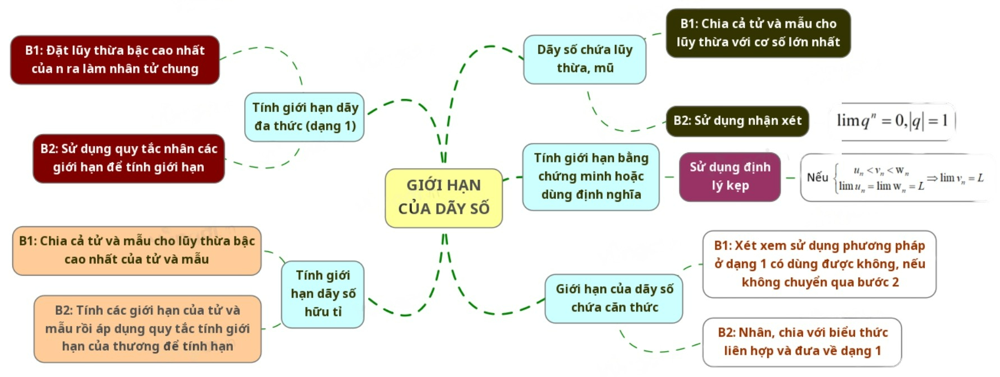 B1: Đặt lũy thừa bậc cao nhất
của n ra làm nhân tử chung
Tính giới hạn dãy
đa thức (dạng 1)
B2: Sử dụng quy tắc nhân các
giới hạn để tính giới hạn
GIỚI HẠN
CỦA DÃY SỐ
B1: Chia cả tử và mẫu cho lũy thừa bậc
cao nhất của tử và mẫu
Tính giới
hạn dãy số
hữu tỉ
B2: Tính các giới hạn của tử và
mẫu rồi áp dụng quy tắc tính giới
hạn của thương để tính hạn
Dãy số chứa lũy
thừa, mũ
B1: Chia cả tử và mẫu cho
lũy thừa với cơ số lớn nhất
B2: Sử dụng nhận xét
lim qⁿ = 0, |q| = 1
Tính giới hạn bằng
chứng minh hoặc
dùng định nghĩa
Sử dụng định
lý kẹp
Nếu { uₙ < vₙ < wₙ
lim uₙ = lim wₙ = L ⇒ lim vₙ = L
Giới hạn của dãy số
chứa căn thức
B1: Xét xem sử dụng phương pháp
ở dạng 1 có dùng được không, nếu
không chuyển qua bước 2
B2: Nhân, chia với biểu thức
liên hợp và đưa về dạng 1